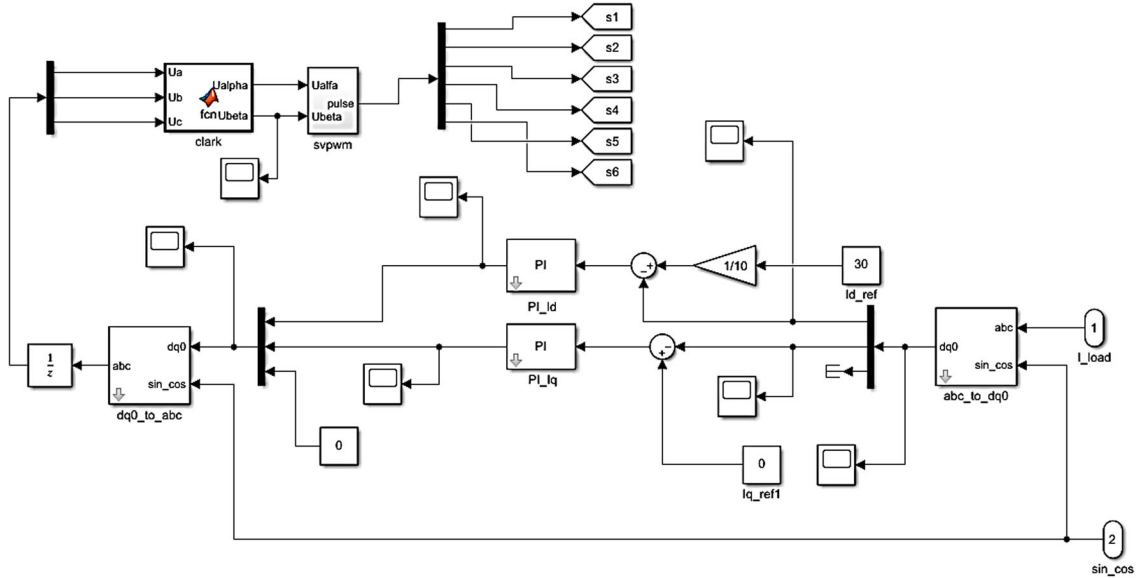 s1
s2
s3
s4
s5
s6
Ua
Ub
Uc
Ualpha
fcn
Ubeta
clark
Ualfa
pulse
Ubeta
svpwm
PI
PI_Id
1/10
30
Id_ref
PI
PI_Iq
abc
dq0
sin_cos
abc_to_dq0
1
I_load
1
z
dq0
abc
sin_cos
dq0_to_abc
0
0
Iq_ref1
2
sin_cos